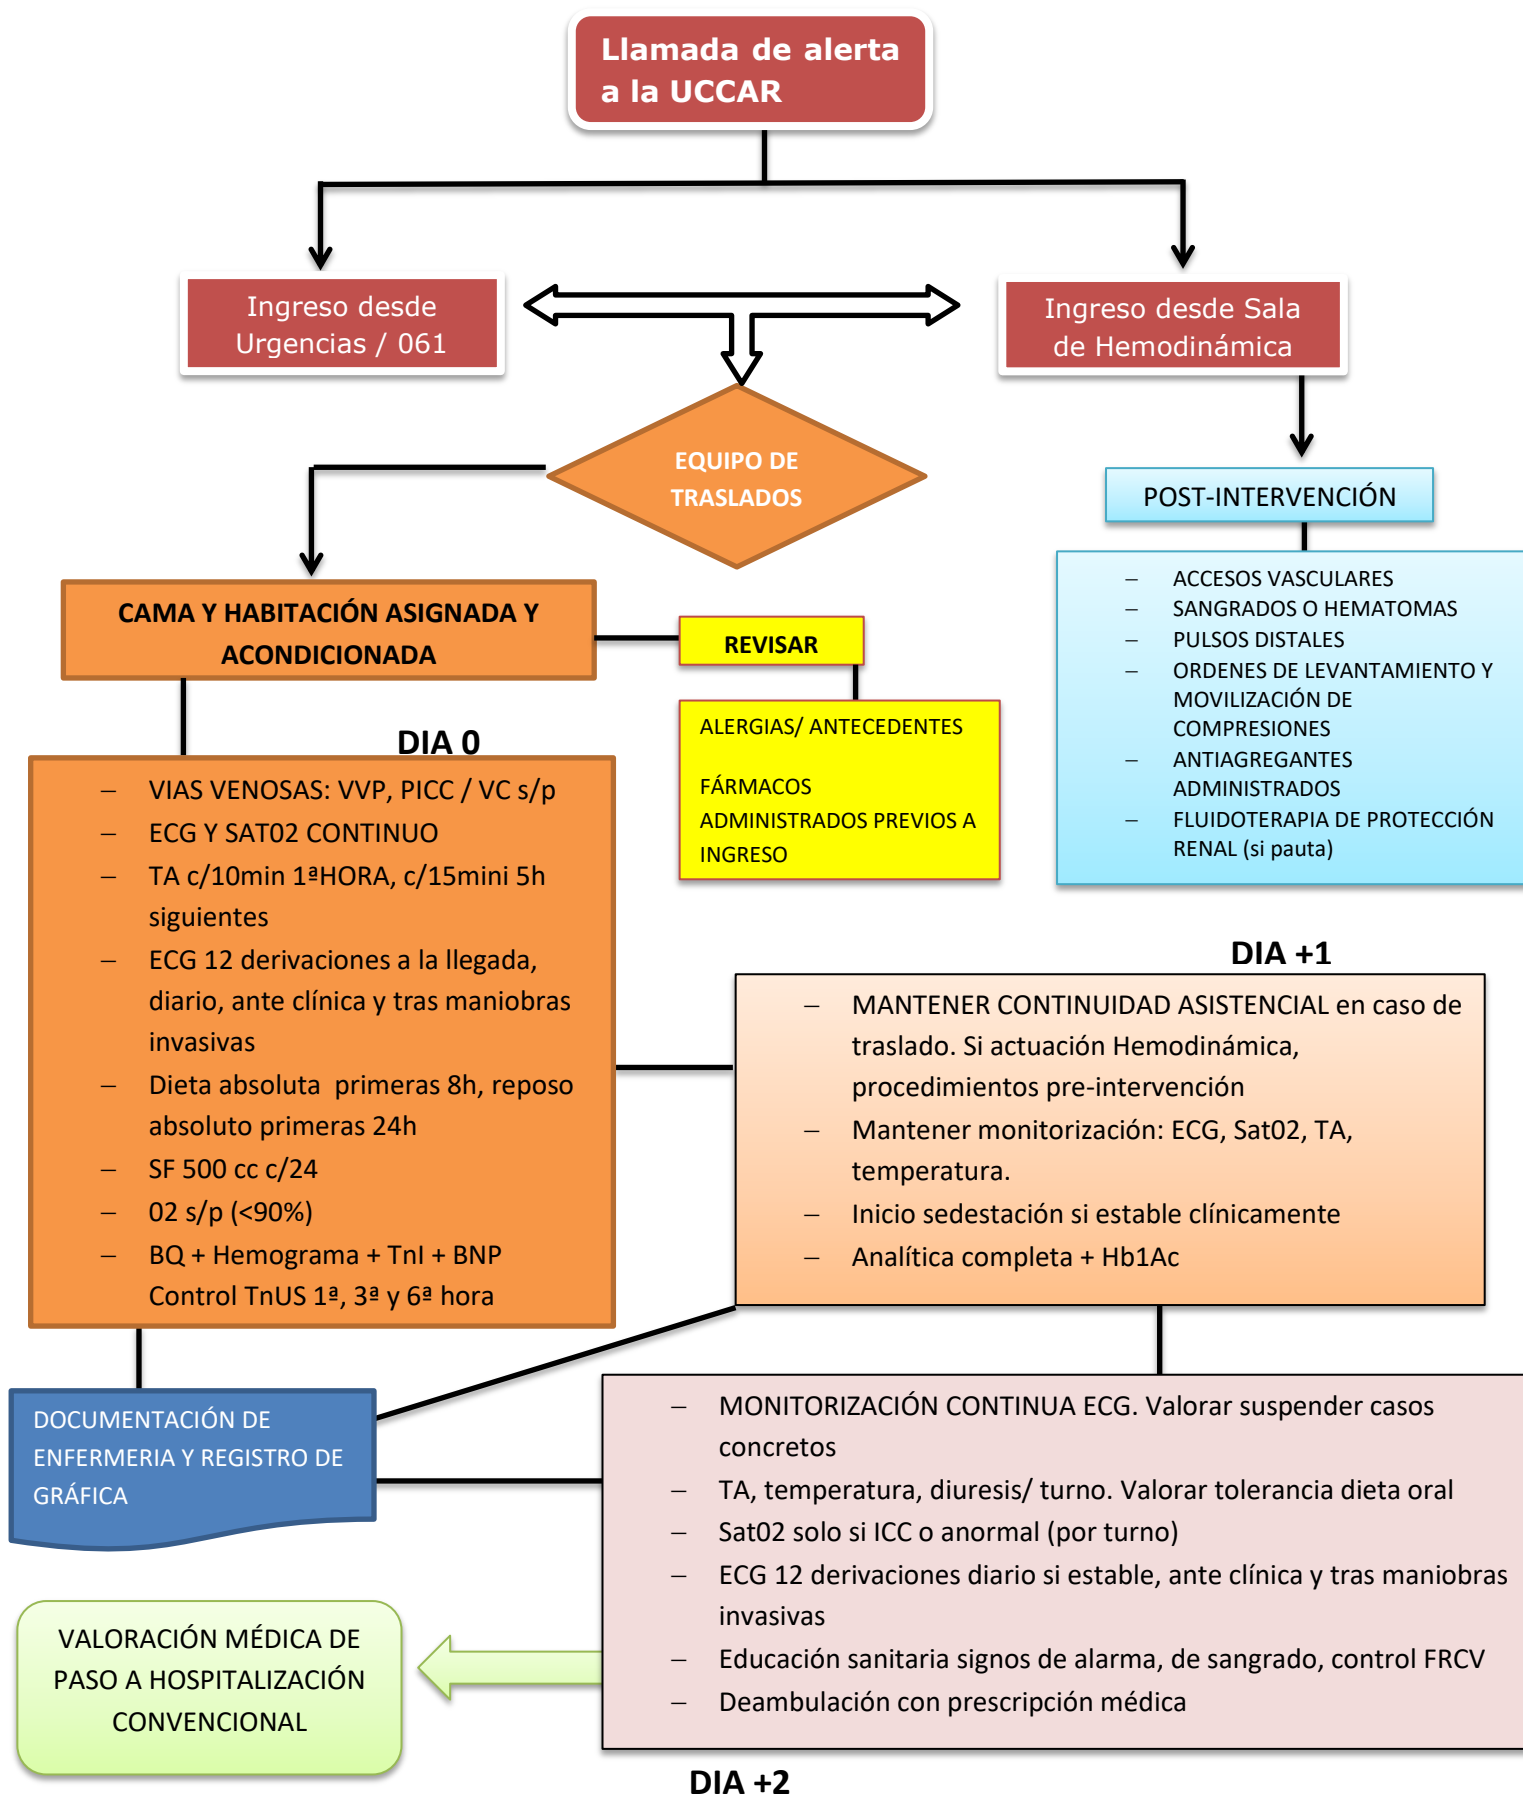 Llamada de alerta
a la UCCAR
Ingreso desde
Urgencias / 061
Ingreso desde Sala
de Hemodinámica
EQUIPO DE
TRASLADOS
POST-INTERVENCIÓN
– ACCESOS VASCULARES
– SANGRADOS O HEMATOMAS
– PULSOS DISTALES
– ORDENES DE LEVANTAMIENTO Y
MOVILIZACIÓN DE
COMPRESIONES
– ANTIAGREGANTES
ADMINISTRADOS
– FLUIDOTERAPIA DE PROTECCIÓN
RENAL (si pauta)
CAMA Y HABITACIÓN ASIGNADA Y
ACONDICIONADA
REVISAR
ALERGIAS/ ANTECEDENTES
FÁRMACOS
ADMINISTRADOS PREVIOS A
INGRESO
DIA 0
– VIAS VENOSAS: VVP, PICC / VC s/p
– ECG Y SAT02 CONTINUO
– TA c/10min 1ªHORA, c/15mini 5h
siguientes
– ECG 12 derivaciones a la llegada,
diario, ante clínica y tras maniobras
invasivas
– Dieta absoluta primeras 8h, reposo
absoluto primeras 24h
– SF 500 cc c/24
– 02 s/p (<90%)
– BQ + Hemograma + TnI + BNP
Control TnUS 1ª, 3ª y 6ª hora
DIA +1
– MANTENER CONTINUIDAD ASISTENCIAL en caso de
traslado. Si actuación Hemodinámica,
procedimientos pre-intervención
– Mantener monitorización: ECG, Sat02, TA,
temperatura.
– Inicio sedestación si estable clínicamente
– Analítica completa + Hb1Ac
DOCUMENTACIÓN DE
ENFERMERIA Y REGISTRO DE
GRÁFICA
– MONITORIZACIÓN CONTINUA ECG. Valorar suspender casos
concretos
– TA, temperatura, diuresis/ turno. Valorar tolerancia dieta oral
– Sat02 solo si ICC o anormal (por turno)
– ECG 12 derivaciones diario si estable, ante clínica y tras maniobras
invasivas
– Educación sanitaria signos de alarma, de sangrado, control FRCV
– Deambulación con prescripción médica
VALORACIÓN MÉDICA DE
PASO A HOSPITALIZACIÓN
CONVENCIONAL
DIA +2